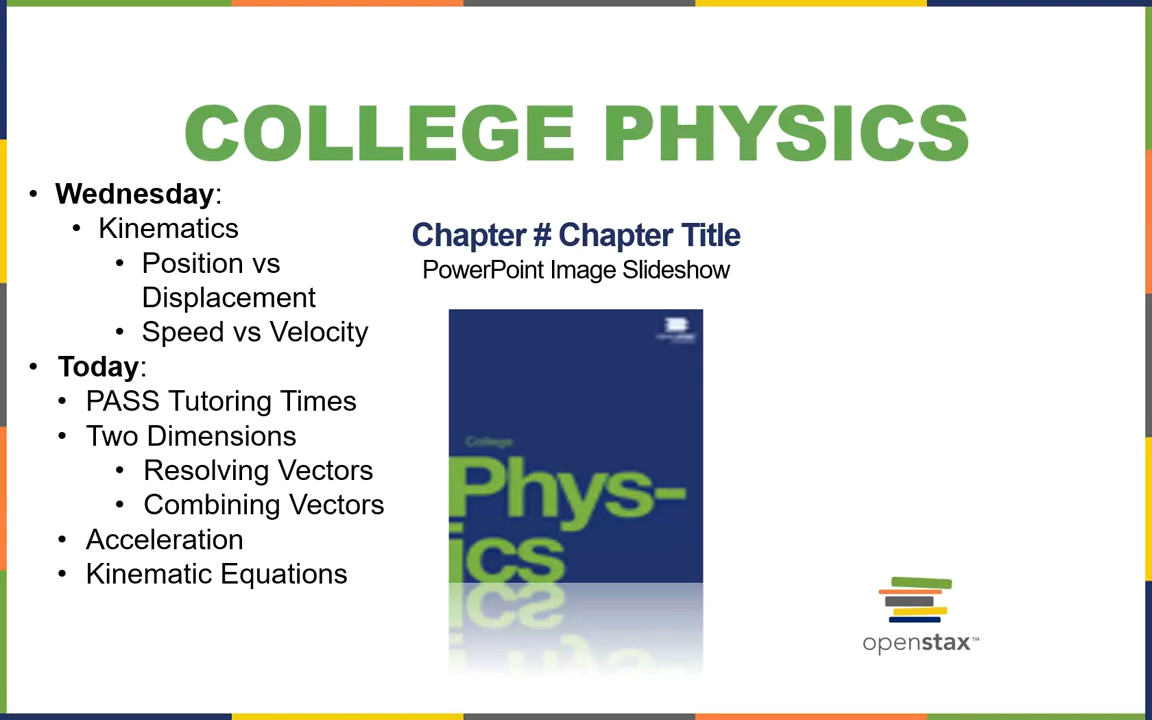 COLLEGE PHYSICS
• Wednesday:
• Kinematics
• Position vs
Displacement
• Speed vs Velocity
• Today:
• PASS Tutoring Times
• Two Dimensions
• Resolving Vectors
• Combining Vectors
• Acceleration
• Kinematic Equations
Chapter # Chapter Title
PowerPoint Image Slideshow
College
Phys-
ics
openstax™